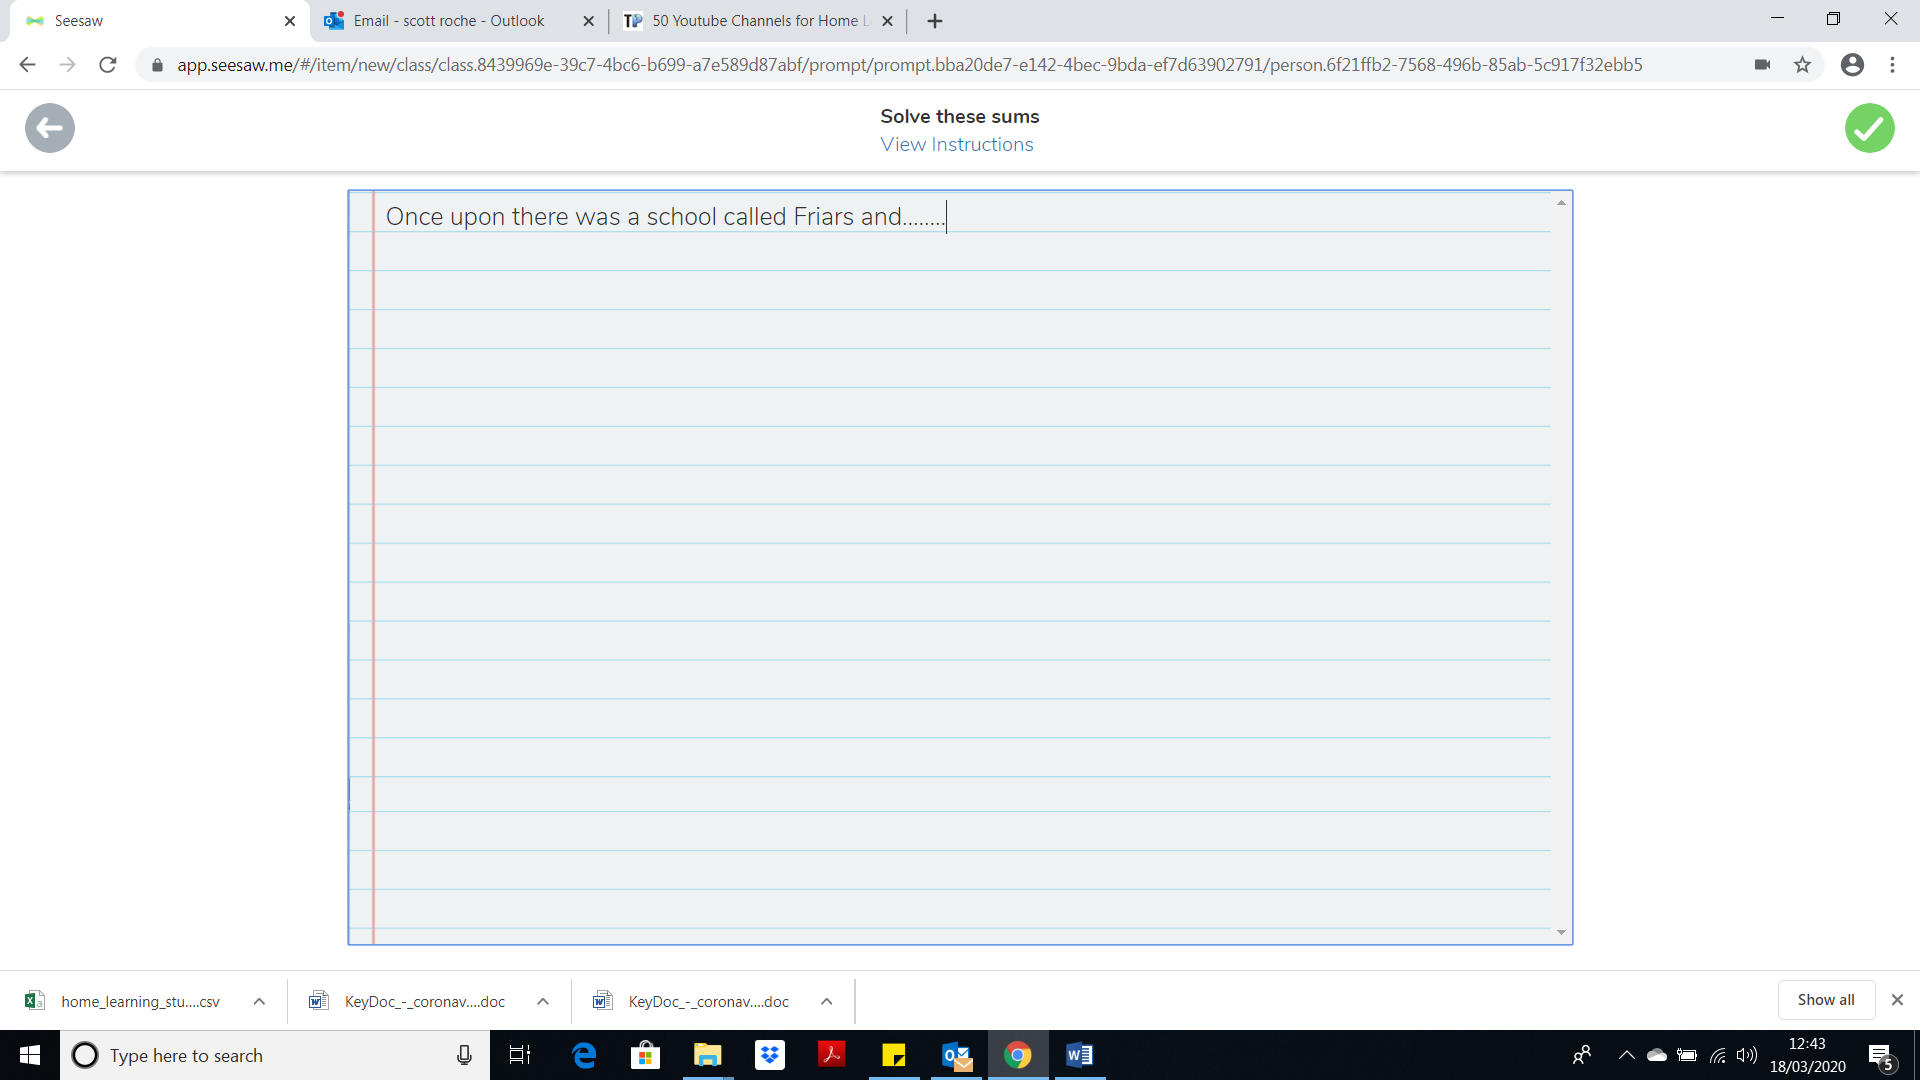 Seesaw
Email - scott roche - Outlook
50 Youtube Channels for Home L
app.seesaw.me/#/item/new/class/class.8439969e-39c7-4bc6-b699-a7e589d87abf/prompt/prompt.bba20de7-e142-4bec-9bda-ef7d63902791/person.6f21ffb2-7568-496b-85ab-5c917f32ebb5
Solve these sums
View Instructions
Once upon there was a school called Friars and........
home_learning_stu....csv
KeyDoc_-_coronav....doc
KeyDoc_-_coronav....doc
Show all
Type here to search
12:43
18/03/2020
5